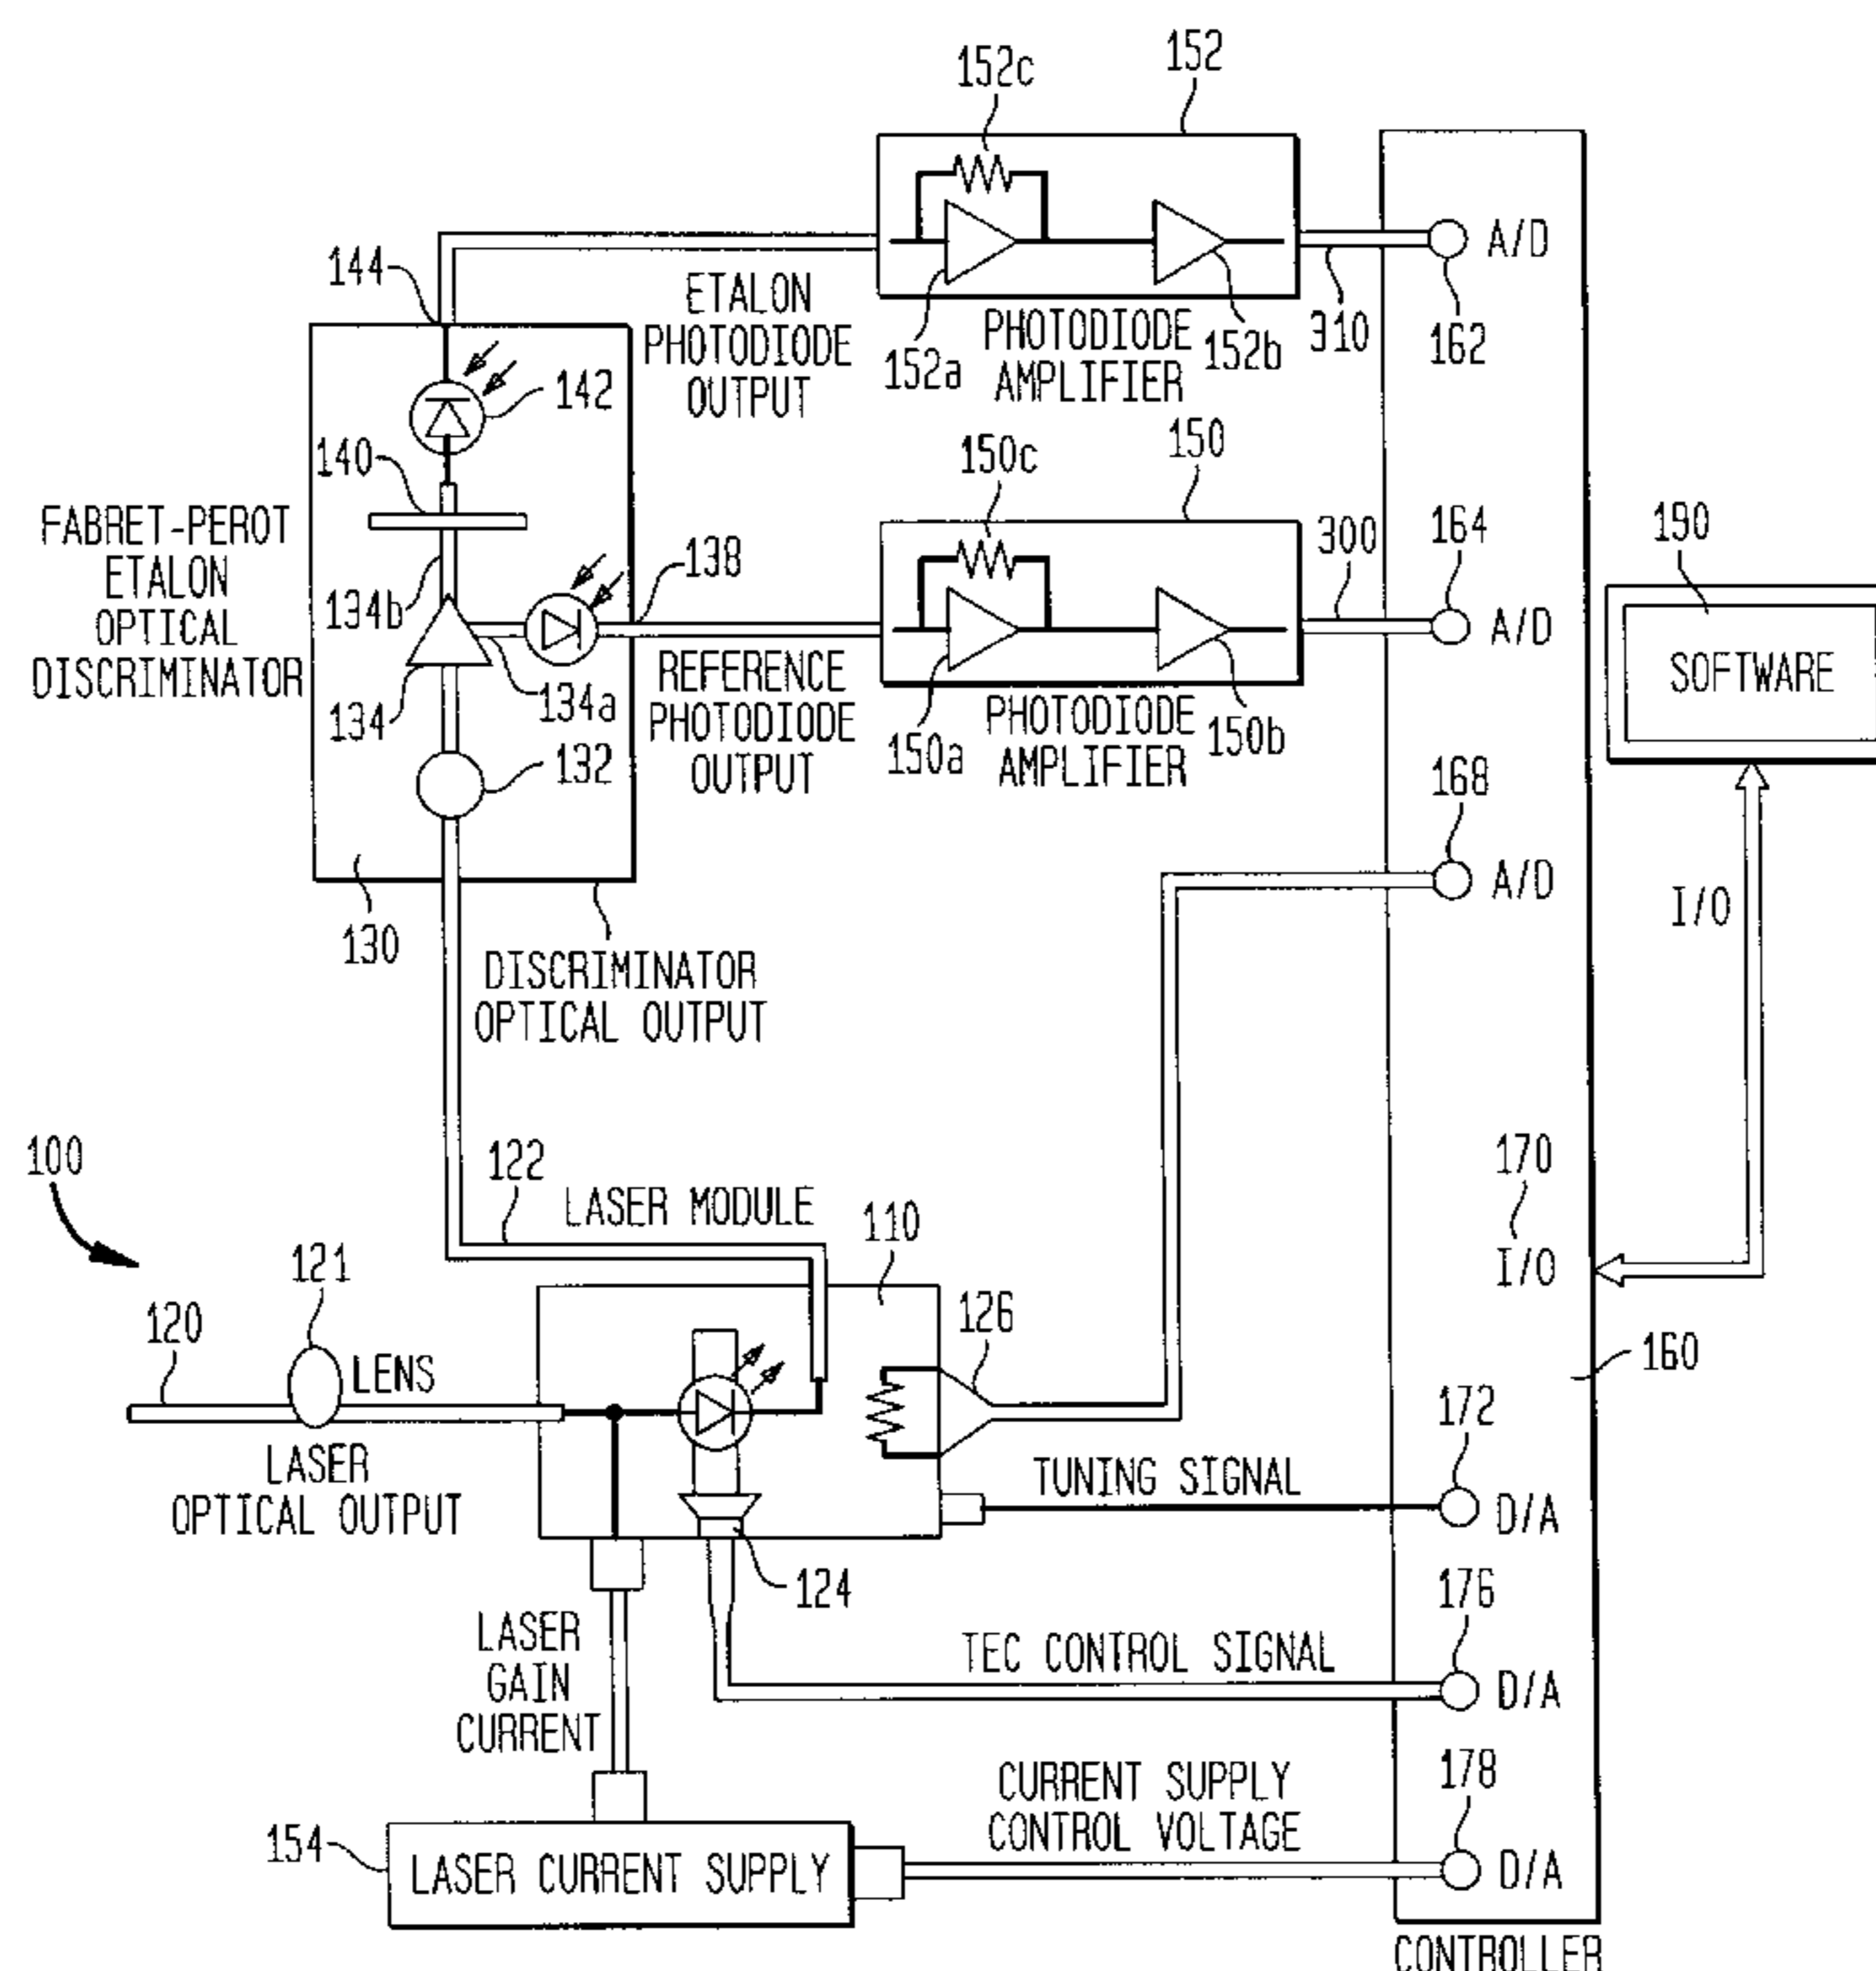 152c
152
144
ETALON
PHOTODIODE
OUTPUT
152a
PHOTODIODE
AMPLIFIER
152b
310
A/D
162
142
140
FABRET-PEROT
ETALON
OPTICAL
DISCRIMINATOR
134b
134
134a
132
138
REFERENCE
PHOTODIODE
OUTPUT
150c
150
150a
PHOTODIODE
AMPLIFIER
150b
300
164
A/D
190
SOFTWARE
168
A/D
I/O
130
DISCRIMINATOR
OPTICAL OUTPUT
100
122
LASER MODULE
110
170
I/O
121
120
LENS
LASER
OPTICAL OUTPUT
126
160
172
TUNING SIGNAL
D/A
124
176
LASER
GAIN
CURRENT
TEC CONTROL SIGNAL
D/A
178
CURRENT SUPPLY
CONTROL VOLTAGE
154
LASER CURRENT SUPPLY
D/A
CONTROLLER